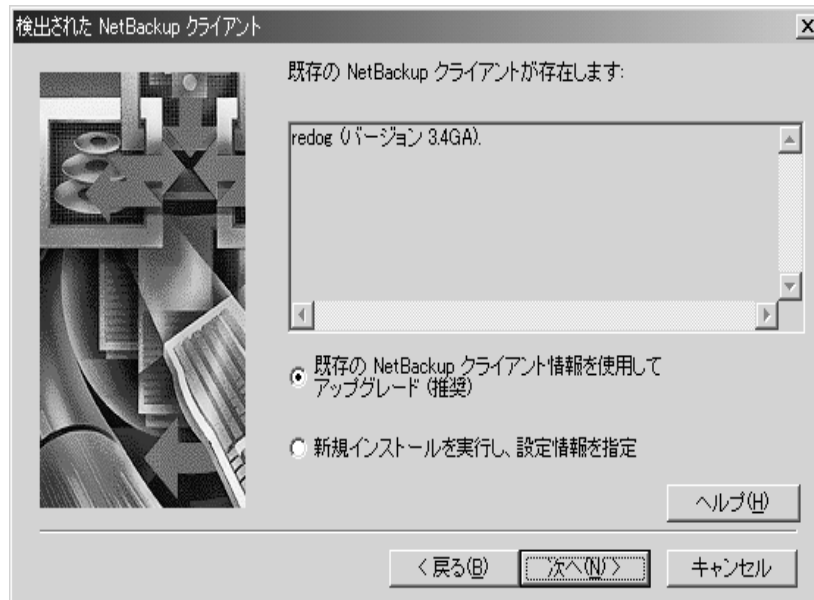 検出された NetBackup クライアント
既存の NetBackup クライアントが存在します:
redog (バージョン 3.4GA).
既存の NetBackup クライアント情報を使用して
アップグレード (推奨)
新規インストールを実行し、設定情報を指定
ヘルプ(H)
< 戻る(B)
次へ(N) >
キャンセル